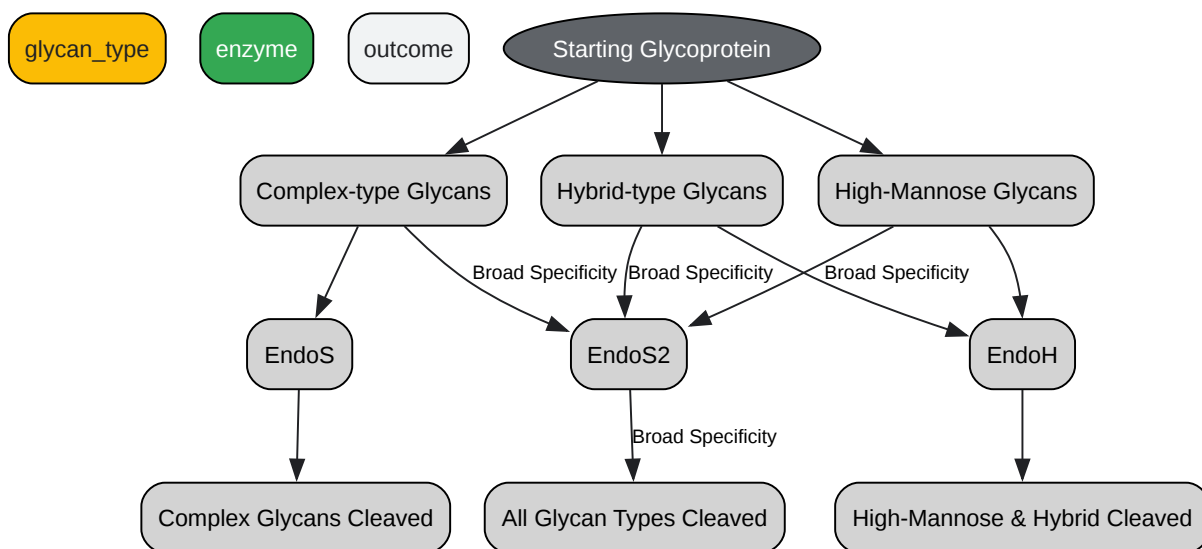 glycan_type
enzyme
outcome
Starting Glycoprotein
Complex-type Glycans
Hybrid-type Glycans
High-Mannose Glycans
Broad Specificity
Broad Specificity
Broad Specificity
EndoS
EndoS2
EndoH
Broad Specificity
Complex Glycans Cleaved
All Glycan Types Cleaved
High-Mannose & Hybrid Cleaved